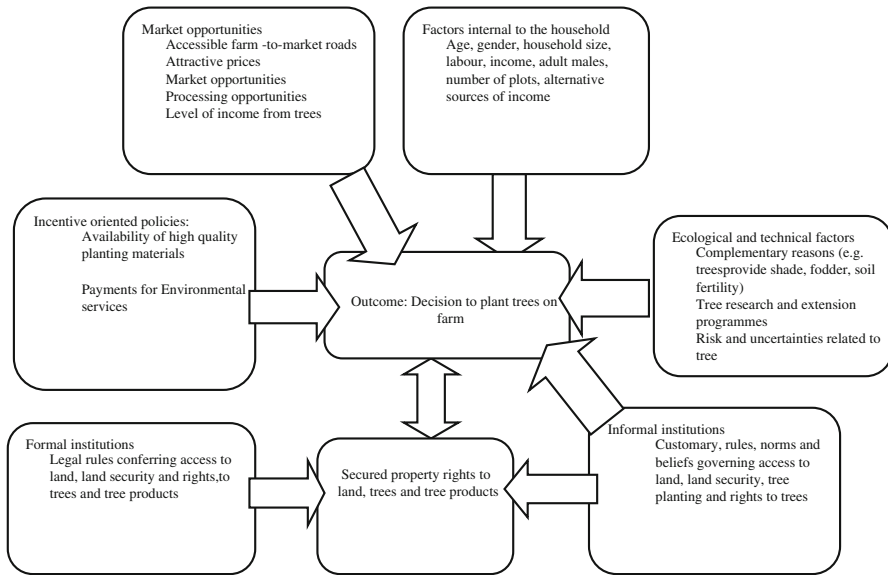 Market opportunities
Accessible farm -to-market roads
Attractive prices
Market opportunities
Processing opportunities
Level of income from trees
Factors internal to the household
Age, gender, household size,
labour, income, adult males,
number of plots, alternative
sources of income
Incentive oriented policies:
Availability of high quality
planting materials
Payments for Environmental
services
Outcome: Decision to plant trees on
farm
Ecological and technical factors
Complementary reasons (e.g.
treesprovide shade, fodder, soil
fertility)
Tree research and extension
programmes
Risk and uncertainties related to
tree
Formal institutions
Legal rules conferring access to
land, land security and rights,to
trees and tree products
Secured property rights to
land, trees and tree products
Informal institutions
Customary, rules, norms and
beliefs governing access to
land, land security, tree
planting and rights to trees